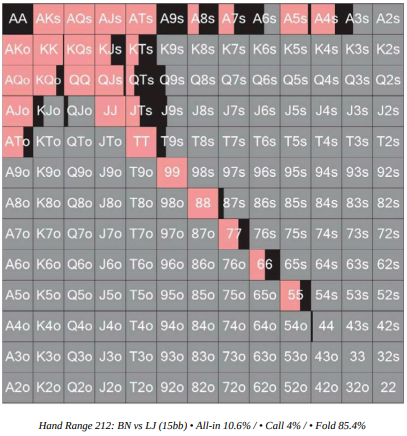 AA AKs AQs AJs ATs A9s A8s A7s A6s A5s A4s A3s A2s
AKo KK KQs KJs KTs K9s K8s K7s K6s K5s K4s K3s K2s
AQo KQo QQ QJs QTs Q9s Q8s Q7s Q6s Q5s Q4s Q3s Q2s
AJo KJo QJo JJ JTs J9s J8s J7s J6s J5s J4s J3s J2s
ATo KTo QTo JTo TT T9s T8s T7s T6s T5s T4s T3s T2s
A9o K9o Q9o J9o T9o 99 98s 97s 96s 95s 94s 93s 92s
A8o K8o Q8o J8o T8o 98o 88 87s 86s 85s 84s 83s 82s
A7o K7o Q7o J7o T7o 97o 87o 77 76s 75s 74s 73s 72s
A6o K6o Q6o J6o T6o 96o 86o 76o 66 65s 64s 63s 62s
A5o K5o Q5o J5o T5o 95o 85o 75o 65o 55 54s 53s 52s
A4o K4o Q4o J4o T4o 94o 84o 74o 64o 54o 44 43s 42s
A3o K3o Q3o J3o T3o 93o 83o 73o 63o 53o 43o 33 32s
A2o K2o Q2o J2o T2o 92o 82o 72o 62o 52o 42o 32o 22
Hand Range 212: BN vs LJ (15bb) • All-in 10.6% / • Call 4% / • Fold 85.4%